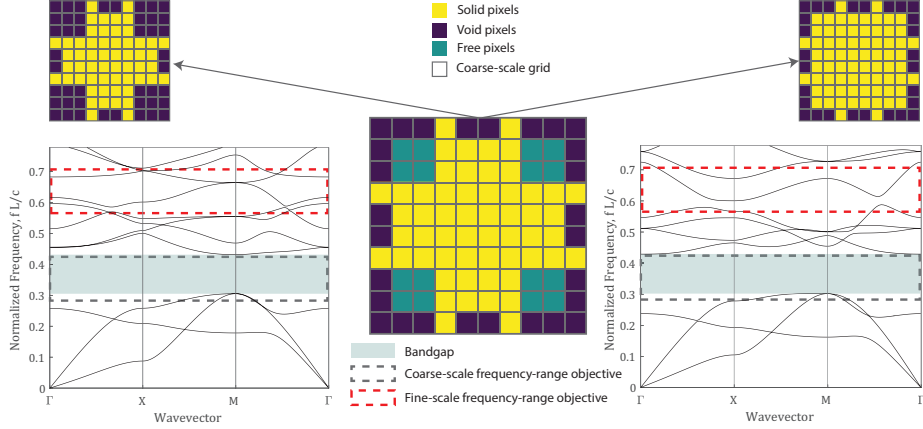 Solid pixels
Void pixels
Free pixels
Coarse-scale grid
Normalized Frequency, f L/c
0.7
0.6
0.5
0.4
0.3
0.2
0.1
0
Γ X M Γ
Wavevector
Bandgap
Coarse-scale frequency-range objective
Fine-scale frequency-range objective
Normalized Frequency, f L/c
0.7
0.6
0.5
0.4
0.3
0.2
0.1
0
Γ X M Γ
Wavevector